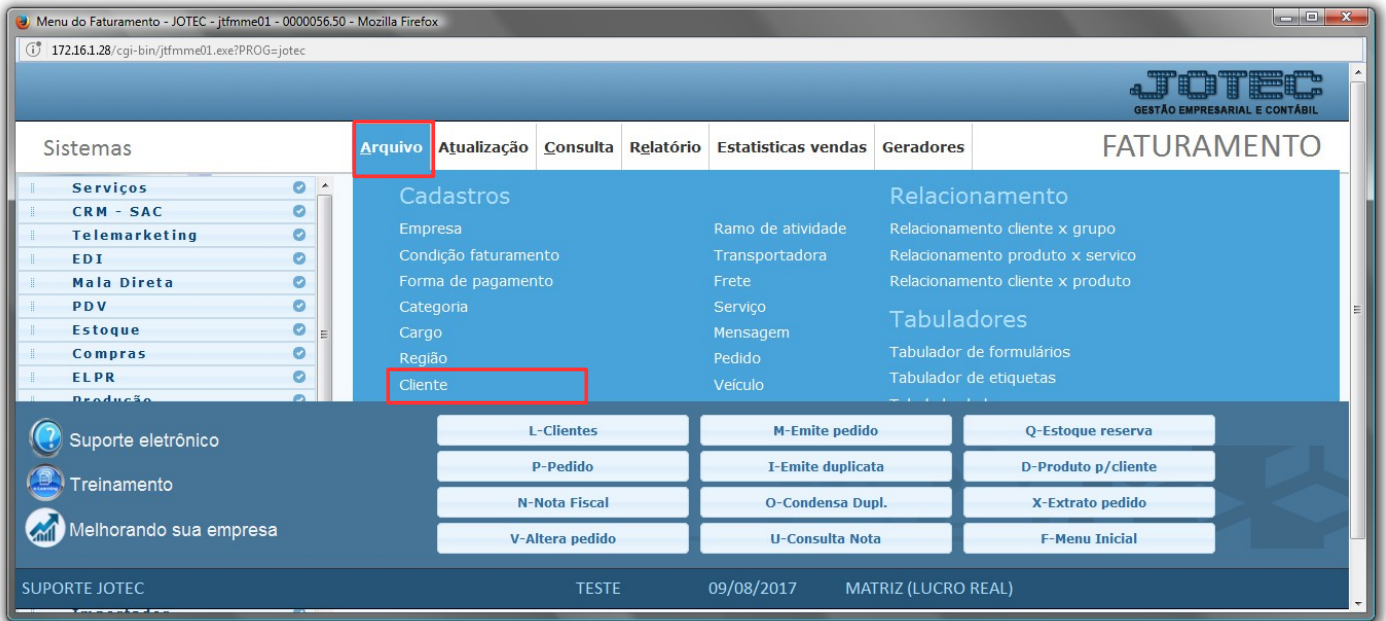 Menu do Faturamento - JOTEC - jtfmme01 - 0000056.50 - Mozilla Firefox
172.16.1.28/cgi-bin/jtfmme01.exe?PROG=jotec
JOTEC
GESTÃO EMPRESARIAL E CONTÁBIL
Sistemas
Arquivo Atualização Consulta Relatório Estatisticas vendas Geradores
FATURAMENTO
Serviços
CRM - SAC
Telemarketing
EDI
Mala Direta
PDV
Estoque
Compras
ELPR
Produção
Cadastros
Empresa
Condição faturamento
Forma de pagamento
Categoria
Cargo
Região
Cliente
Ramo de atividade
Transportadora
Frete
Serviço
Mensagem
Pedido
Veículo
Relacionamento
Relacionamento cliente x grupo
Relacionamento produto x servico
Relacionamento cliente x produto
Tabuladores
Tabulador de formulários
Tabulador de etiquetas
Suporte eletrônico
Treinamento
Melhorando sua empresa
L-Clientes M-Emite pedido Q-Estoque reserva
P-Pedido I-Emite duplicata D-Produto p/cliente
N-Nota Fiscal O-Condensa Dupl. X-Extrato pedido
V-Altera pedido U-Consulta Nota F-Menu Inicial
SUPORTE JOTEC TESTE 09/08/2017 MATRIZ (LUCRO REAL)